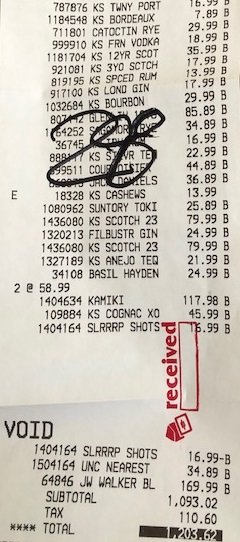 787876 KS TWNY PORT 16.99 B
1184548 KS BORDEAUX 7.89 B
711801 CATOCTIN RYE 29.99 B
999910 KS FRN VODKA 18.99 B
1181704 KS 12YR SCOT 35.99 B
921081 KS 3YO SCTCH 17.99 B
819195 KS SPCED RUM 13.99 B
917100 KS LOND GIN 17.99 B
1032684 KS BOURBON 29.99 B
85.89 B
34.89 B
36745 16.99 B
KS 22.99 B
44.89 B
36.89 B
E 18328 KS CASHEWS 13.99
1080962 SUNTORY TOKI 25.89 B
1436080 KS SCOTCH 23 79.99 B
1320213 FILBUSTR GIN 24.99 B
1436080 KS SCOTCH 23 79.99 B
1327189 KS ANEJO TEQ 21.99 B
34108 BASIL HAYDEN 24.99 B
2 @ 58.99
1404634 KAMIKI 117.98 B
109884 KS COGNAC XO 45.99 B
1404164 SLRRRP SHOTS 16.99 B
received
VOID
1404164 SLRRRP SHOTS 16.99-B
1504164 UNC NEAREST 34.89 B
64846 JW WALKER BL 169.99 B
SUBTOTAL 1,093.02
TAX 110.60
**** TOTAL 1,203.62